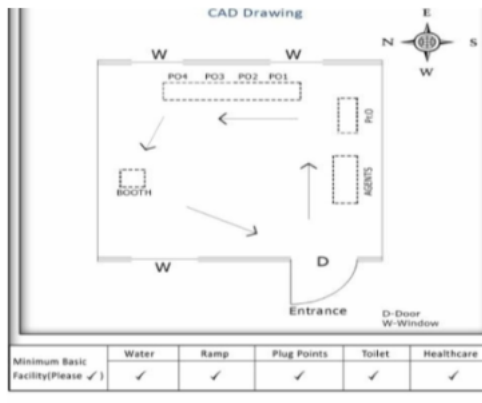 CAD Drawing
E
N S
W
W W
PO4 PO3 PO2 PO1
PrO
AGENTS
BOOTH
W
D
Entrance
D-Door
W-Window
Minimum Basic Facility(Please ✓) Water Ramp Plug Points Toilet Healthcare
✓ ✓ ✓ ✓ ✓